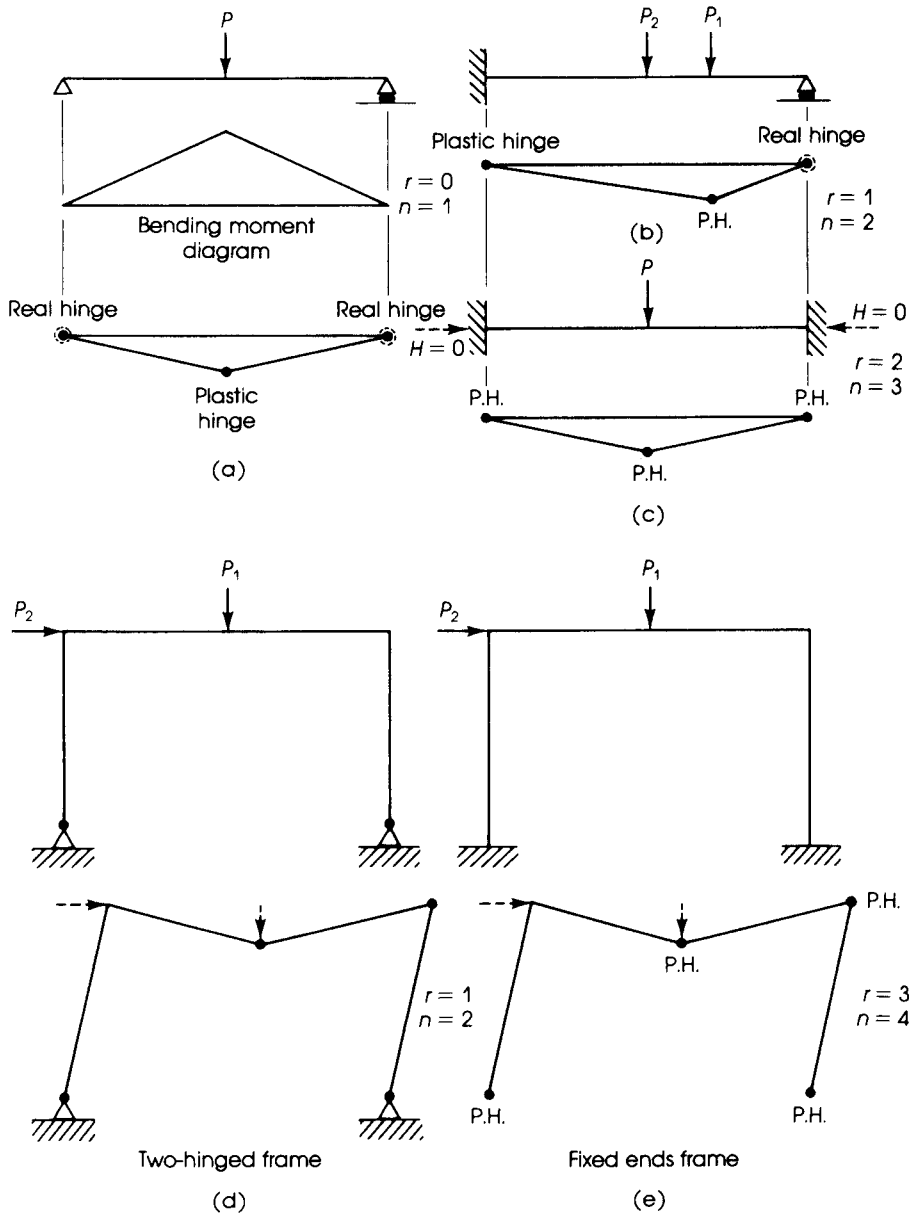 P
r = 0
n = 1
Bending moment
diagram
Real hinge
Real hinge
Plastic
hinge
(a)
P₂
P₁
Plastic hinge
Real hinge
P.H.
r = 1
n = 2
(b)
P
H = 0
H = 0
r = 2
n = 3
P.H.
P.H.
P.H.
(c)
P₁
P₂
r = 1
n = 2
Two-hinged frame
(d)
P₁
P₂
P.H.
P.H.
r = 3
n = 4
P.H.
P.H.
Fixed ends frame
(e)